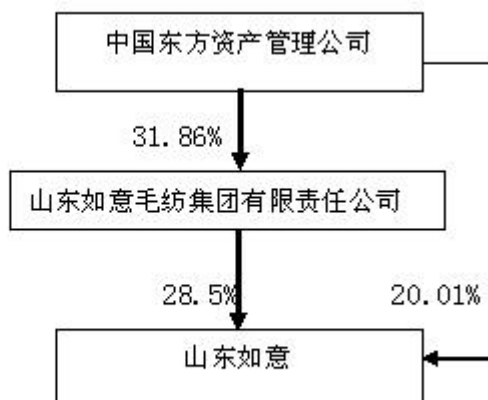 中国东方资产管理公司
31.86%
山东如意毛纺集团有限责任公司
28.5%
20.01%
山东如意